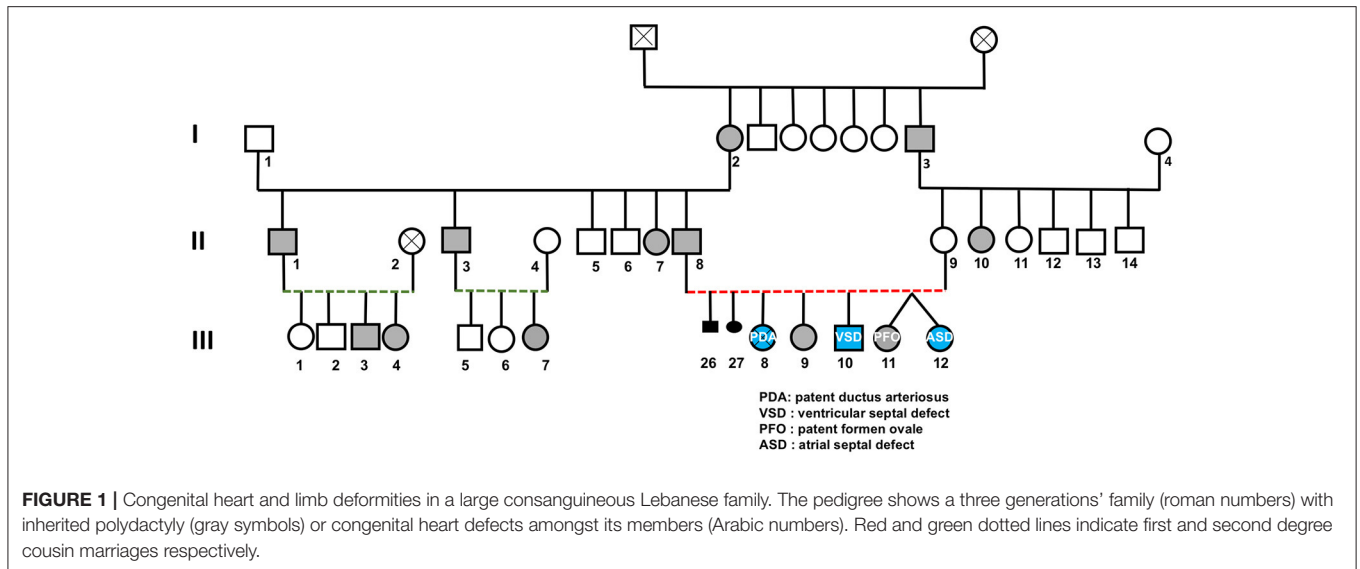 I
1
2
3
4
II
1
2
3
4
5
6
7
8
9
10
11
12
13
14
III
PDA
VSD
PFO
ASD
1
2
3
4
5
6
7
26
27
8
9
10
11
12
PDA: patent ductus arteriosus
VSD : ventricular septal defect
PFO : patent formen ovale
ASD : atrial septal defect
FIGURE 1 | Congenital heart and limb deformities in a large consanguineous Lebanese family. The pedigree shows a three generations' family (roman numbers) with
inherited polydactyly (gray symbols) or congenital heart defects amongst its members (Arabic numbers). Red and green dotted lines indicate first and second degree
cousin marriages respectively.